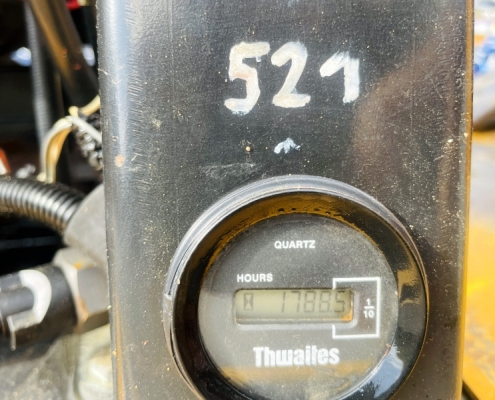 521
QUARTZ
HOURS
17885
1/10
Thwaites